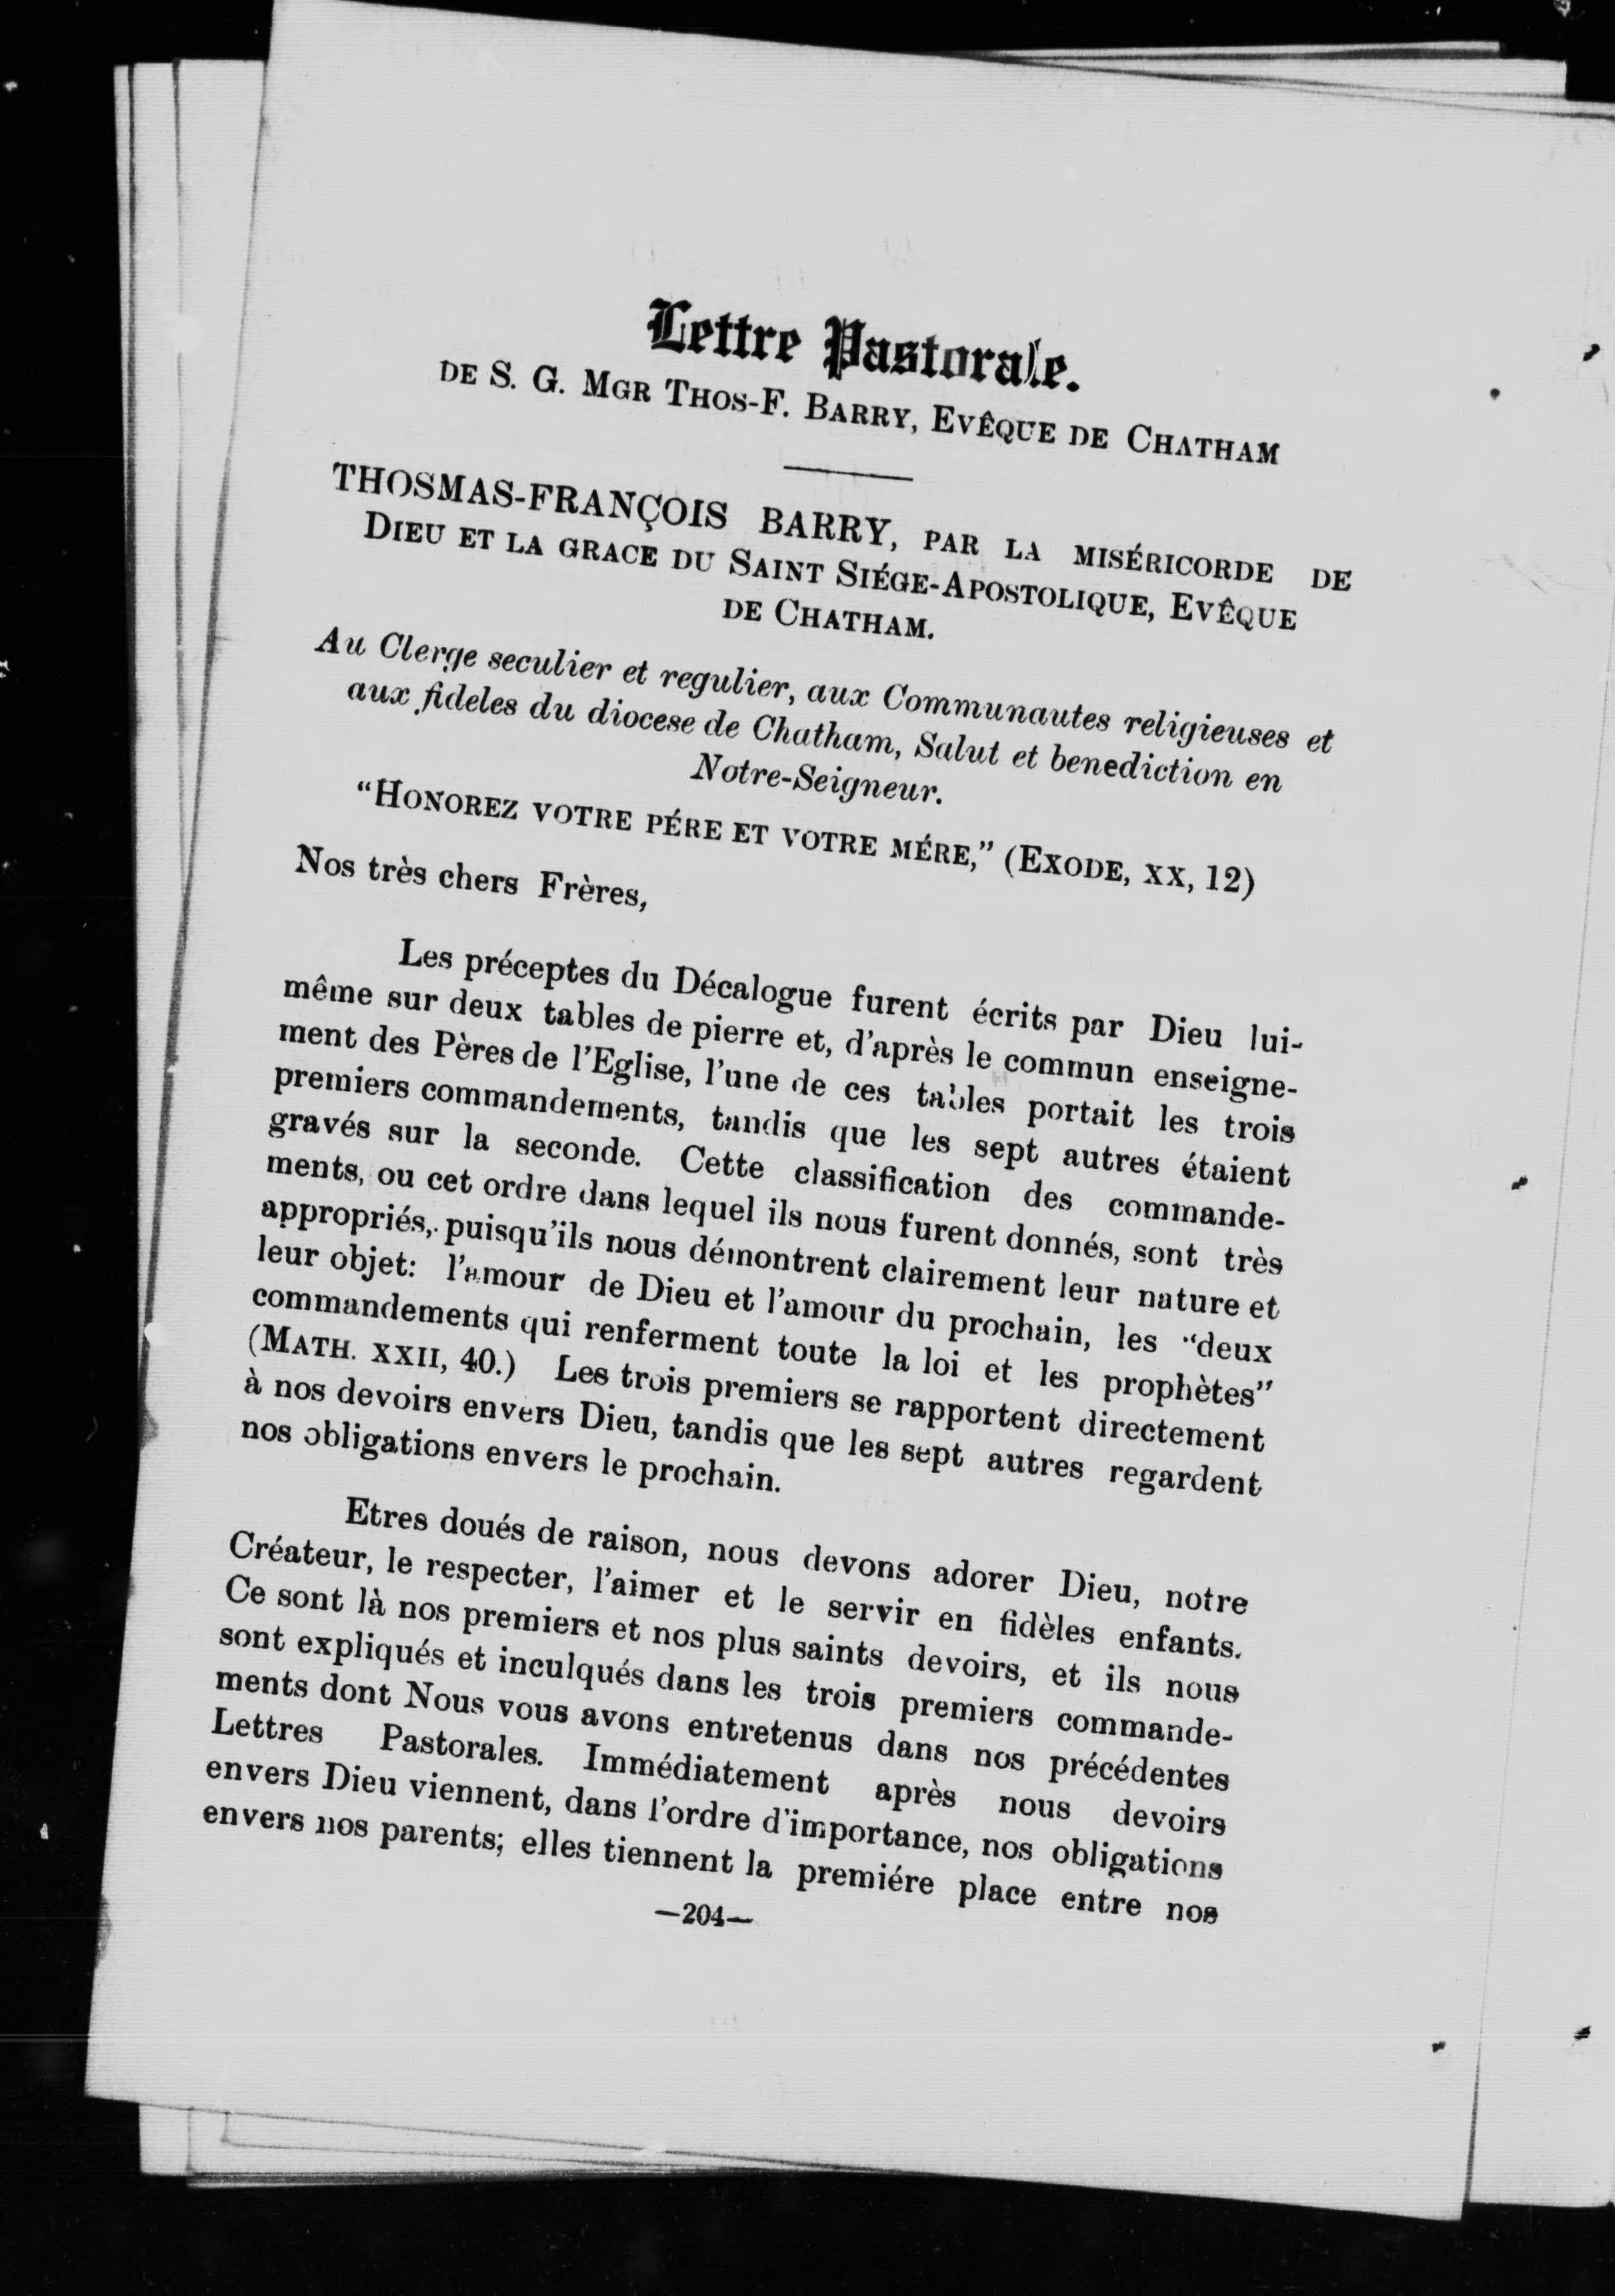 Lettre Pastorale.
DE S. G. MGR THOS-F. BARRY, EVÊQUE DE CHATHAM
THOSMAS-FRANÇOIS BARRY, PAR LA MISÉRICORDE DE
DIEU ET LA GRACE DU SAINT SIÉGE-APOSTOLIQUE, EVÊQUE
DE CHATHAM.
Au Clerge seculier et regulier, aux Communautes religieuses et
aux fideles du diocese de Chatham, Salut et benediction en
Notre-Seigneur.
"HONOREZ VOTRE PÉRE ET VOTRE MÉRE," (EXODE, XX, 12)
Nos très chers Frères,
Les préceptes du Décalogue furent écrits par Dieu lui-
même sur deux tables de pierre et, d'après le commun enseigne-
ment des Pères de l'Eglise, l'une de ces tables portait les trois
premiers commandements, tandis que les sept autres étaient
gravés sur la seconde. Cette classification des commande-
ments, ou cet ordre dans lequel ils nous furent donnés, sont très
appropriés, puisqu'ils nous démontrent clairement leur nature et
leur objet: l'amour de Dieu et l'amour du prochain, les "deux
commandements qui renferment toute la loi et les prophètes"
(MATH. XXII, 40.) Les trois premiers se rapportent directement
à nos devoirs envers Dieu, tandis que les sept autres regardent
nos obligations envers le prochain.
Etres doués de raison, nous devons adorer Dieu, notre
Créateur, le respecter, l'aimer et le servir en fidèles enfants.
Ce sont là nos premiers et nos plus saints devoirs, et ils nous
sont expliqués et inculqués dans les trois premiers commande-
ments dont Nous vous avons entretenus dans nos précédentes
Lettres Pastorales. Immédiatement après nous devoirs
envers Dieu viennent, dans l'ordre d'importance, nos obligations
envers nos parents; elles tiennent la premiére place entre nos
—204—